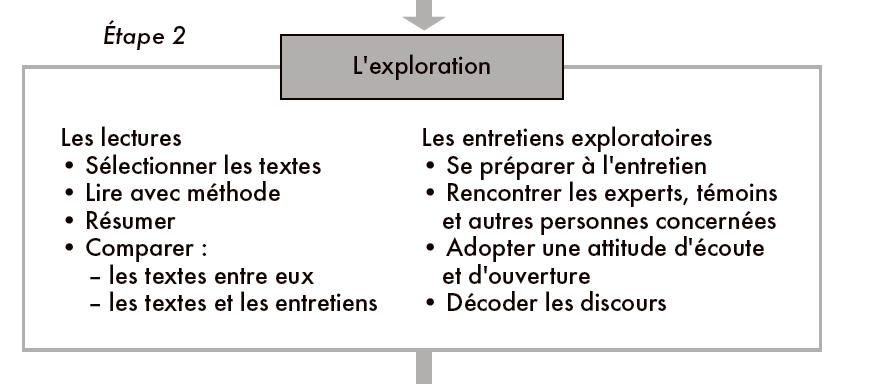 Étape 2
L'exploration
Les lectures
• Sélectionner les textes
• Lire avec méthode
• Résumer
• Comparer :
– les textes entre eux
– les textes et les entretiens
Les entretiens exploratoires
• Se préparer à l'entretien
• Rencontrer les experts, témoins
et autres personnes concernées
• Adopter une attitude d'écoute
et d'ouverture
• Décoder les discours